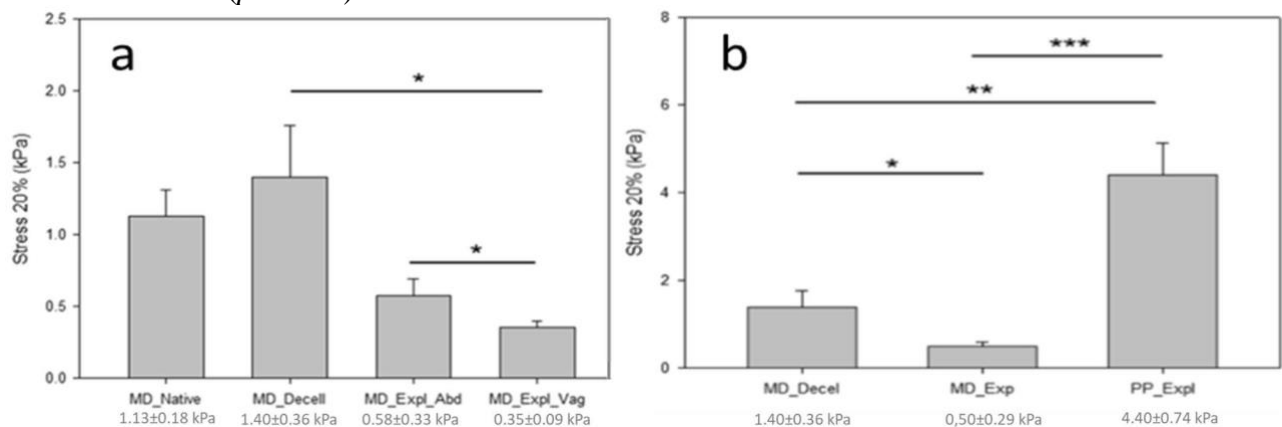 a
Stress 20% (kPa)
2.5
2.0
1.5
1.0
0.5
0.0
*
*
MD_Native
MD_Decell
MD_Expl_Abd
MD_Expl_Vag
1.13±0.18 kPa
1.40±0.36 kPa
0.58±0.33 kPa
0.35±0.09 kPa
b
Stress 20% (kPa)
8
6
4
2
0
***
**
*
MD_Decel
MD_Exp
PP_Expl
1.40±0.36 kPa
0,50±0.29 kPa
4.40±0.74 kPa